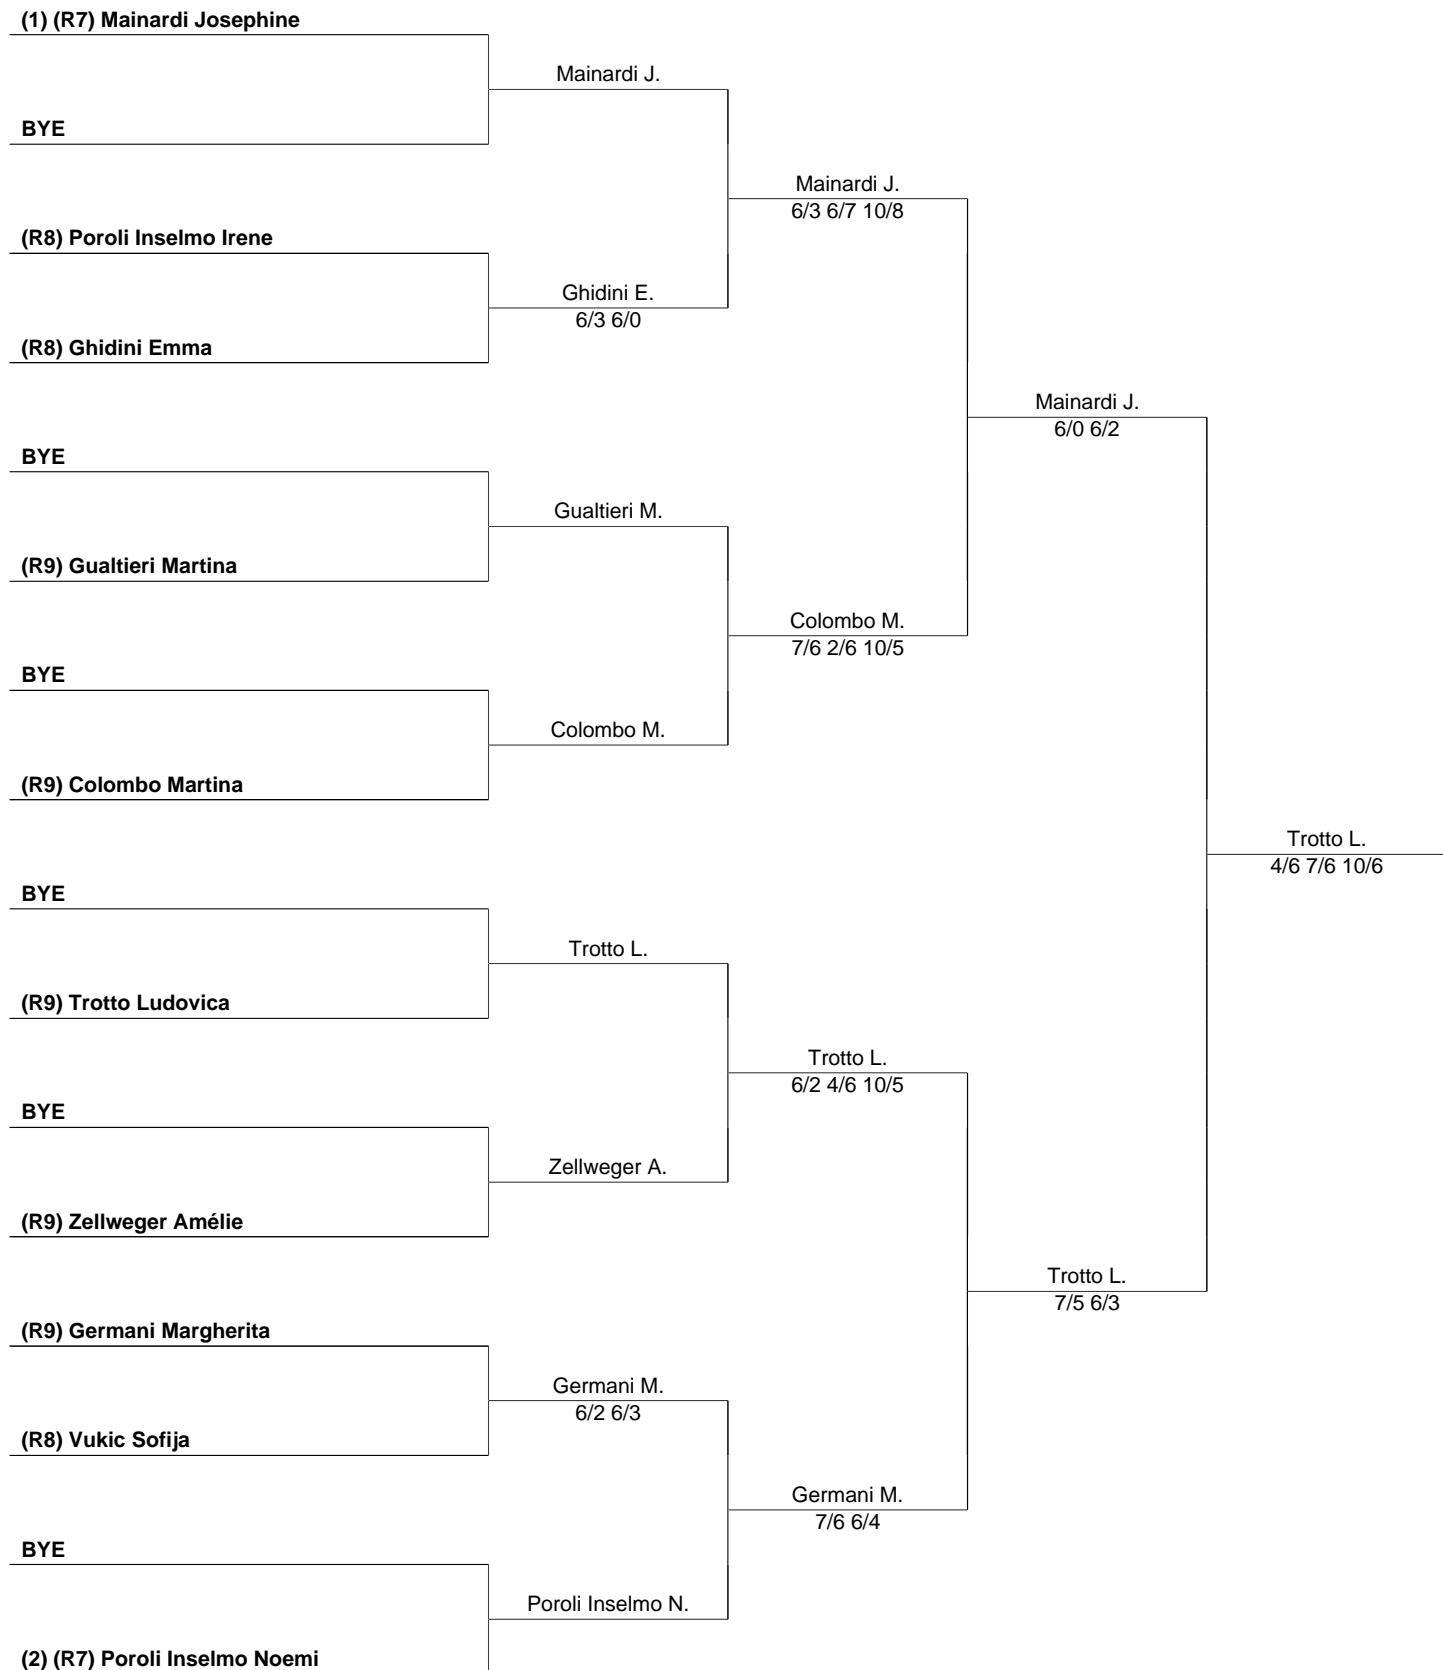 (1) (R7) Mainardi Josephine
Mainardi J.
BYE
Mainardi J.
6/3 6/7 10/8
(R8) Poroli Inselmo Irene
Ghidini E.
6/3 6/0
(R8) Ghidini Emma
Mainardi J.
6/0 6/2
BYE
Gualtieri M.
(R9) Gualtieri Martina
Colombo M.
7/6 2/6 10/5
BYE
Colombo M.
(R9) Colombo Martina
Trotto L.
4/6 7/6 10/6
BYE
Trotto L.
(R9) Trotto Ludovica
Trotto L.
6/2 4/6 10/5
BYE
Zellweger A.
(R9) Zellweger Amélie
Trotto L.
7/5 6/3
(R9) Germani Margherita
Germani M.
6/2 6/3
(R8) Vukic Sofija
Germani M.
7/6 6/4
BYE
Poroli Inselmo N.
(2) (R7) Poroli Inselmo Noemi